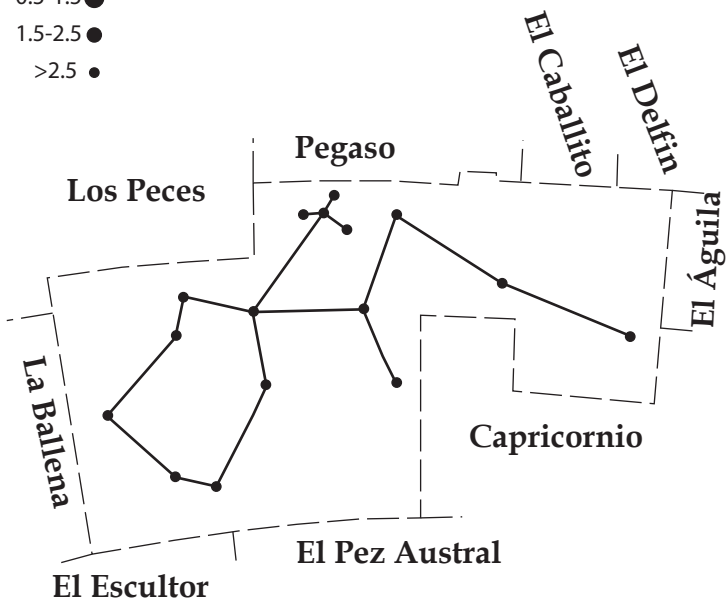 0.5-1.5
1.5-2.5
>2.5
El Caballito
El Delfin
Pegaso
Los Peces
El Águila
La Ballena
Capricornio
El Pez Austral
El Escultor